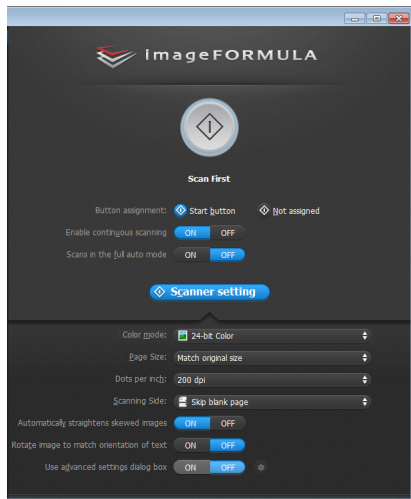 imageFORMULA
Scan First
Button assignment: Start button Not assigned
Enable continuous scanning ON OFF
Scans in the full auto mode ON OFF
Scanner setting
Color mode: 24-bit Color
Page Size: Match original size
Dots per inch: 200 dpi
Scanning Side: Skip blank page
Automatically straightens skewed images ON OFF
Rotate image to match orientation of text ON OFF
Use advanced settings dialog box ON OFF